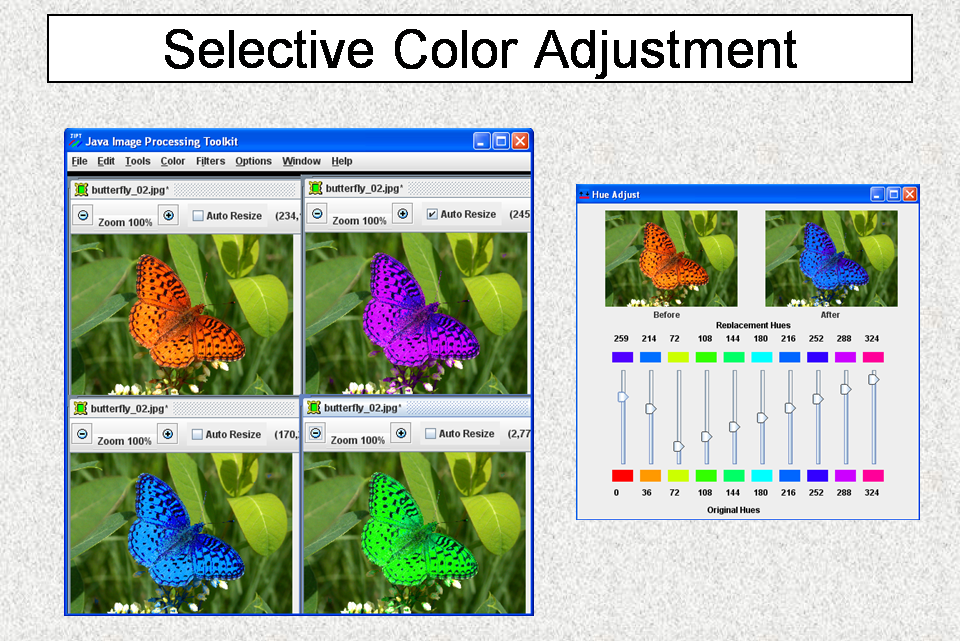 Selective Color Adjustment
JIPT
Java Image Processing Toolkit
File Edit Tools Color Filters Options Window Help
butterfly_02.jpg*
Zoom 100% Auto Resize (234,
butterfly_02.jpg*
Zoom 100% Auto Resize (245
butterfly_02.jpg*
Zoom 100% Auto Resize (170,
butterfly_02.jpg*
Zoom 100% Auto Resize (2,77
Hue Adjust
Before After
Replacement Hues
259 214 72 108 144 180 216 252 288 324
0 36 72 108 144 180 216 252 288 324
Original Hues